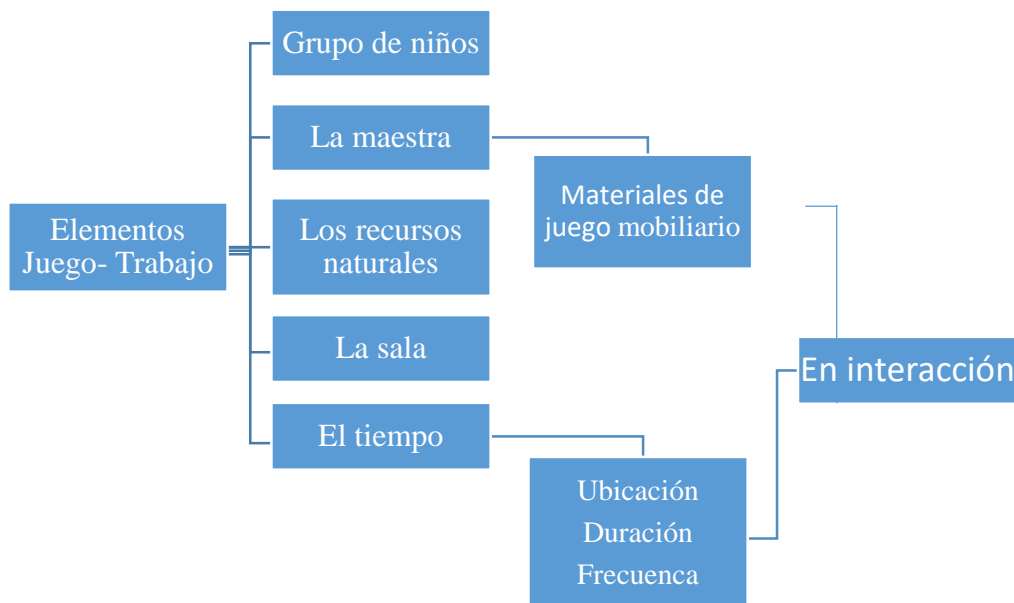 Grupo de niños
La maestra
Materiales de
juego mobiliario
Elementos
Juego- Trabajo
Los recursos
naturales
La sala
En interacción
El tiempo
Ubicación
Duración
Frecuenca